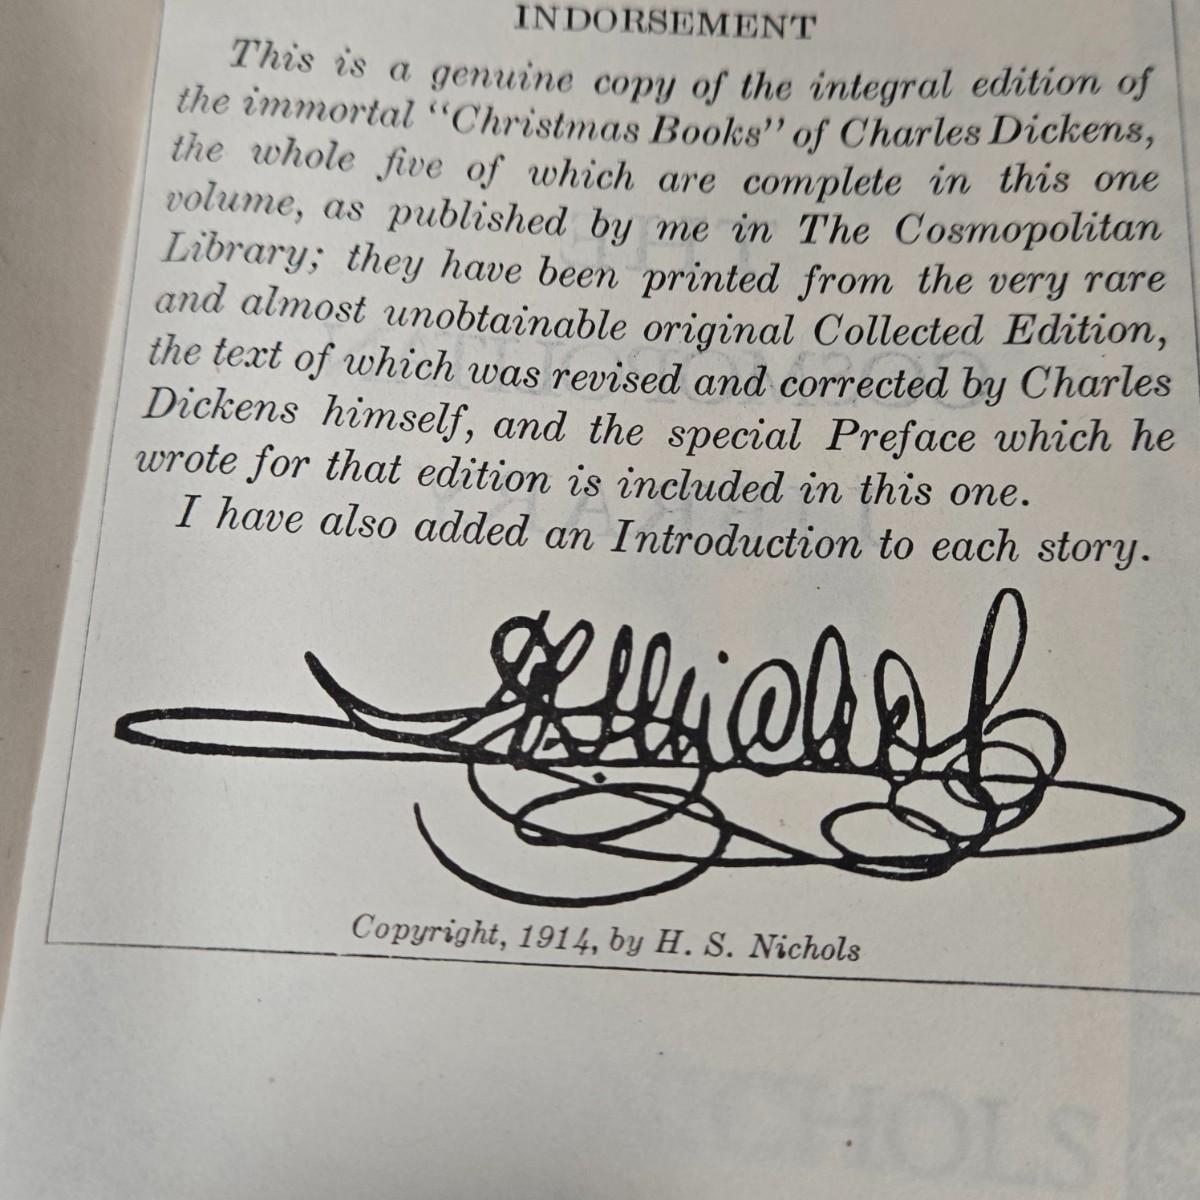 INDORSEMENT
This is a genuine copy of the integral edition of
the immortal "Christmas Books" of Charles Dickens,
the whole five of which are complete in this one
volume, as published by me in The Cosmopolitan
Library; they have been printed from the very rare
and almost unobtainable original Collected Edition,
the text of which was revised and corrected by Charles
Dickens himself, and the special Preface which he
wrote for that edition is included in this one.
I have also added an Introduction to each story.
Copyright, 1914, by H. S. Nichols